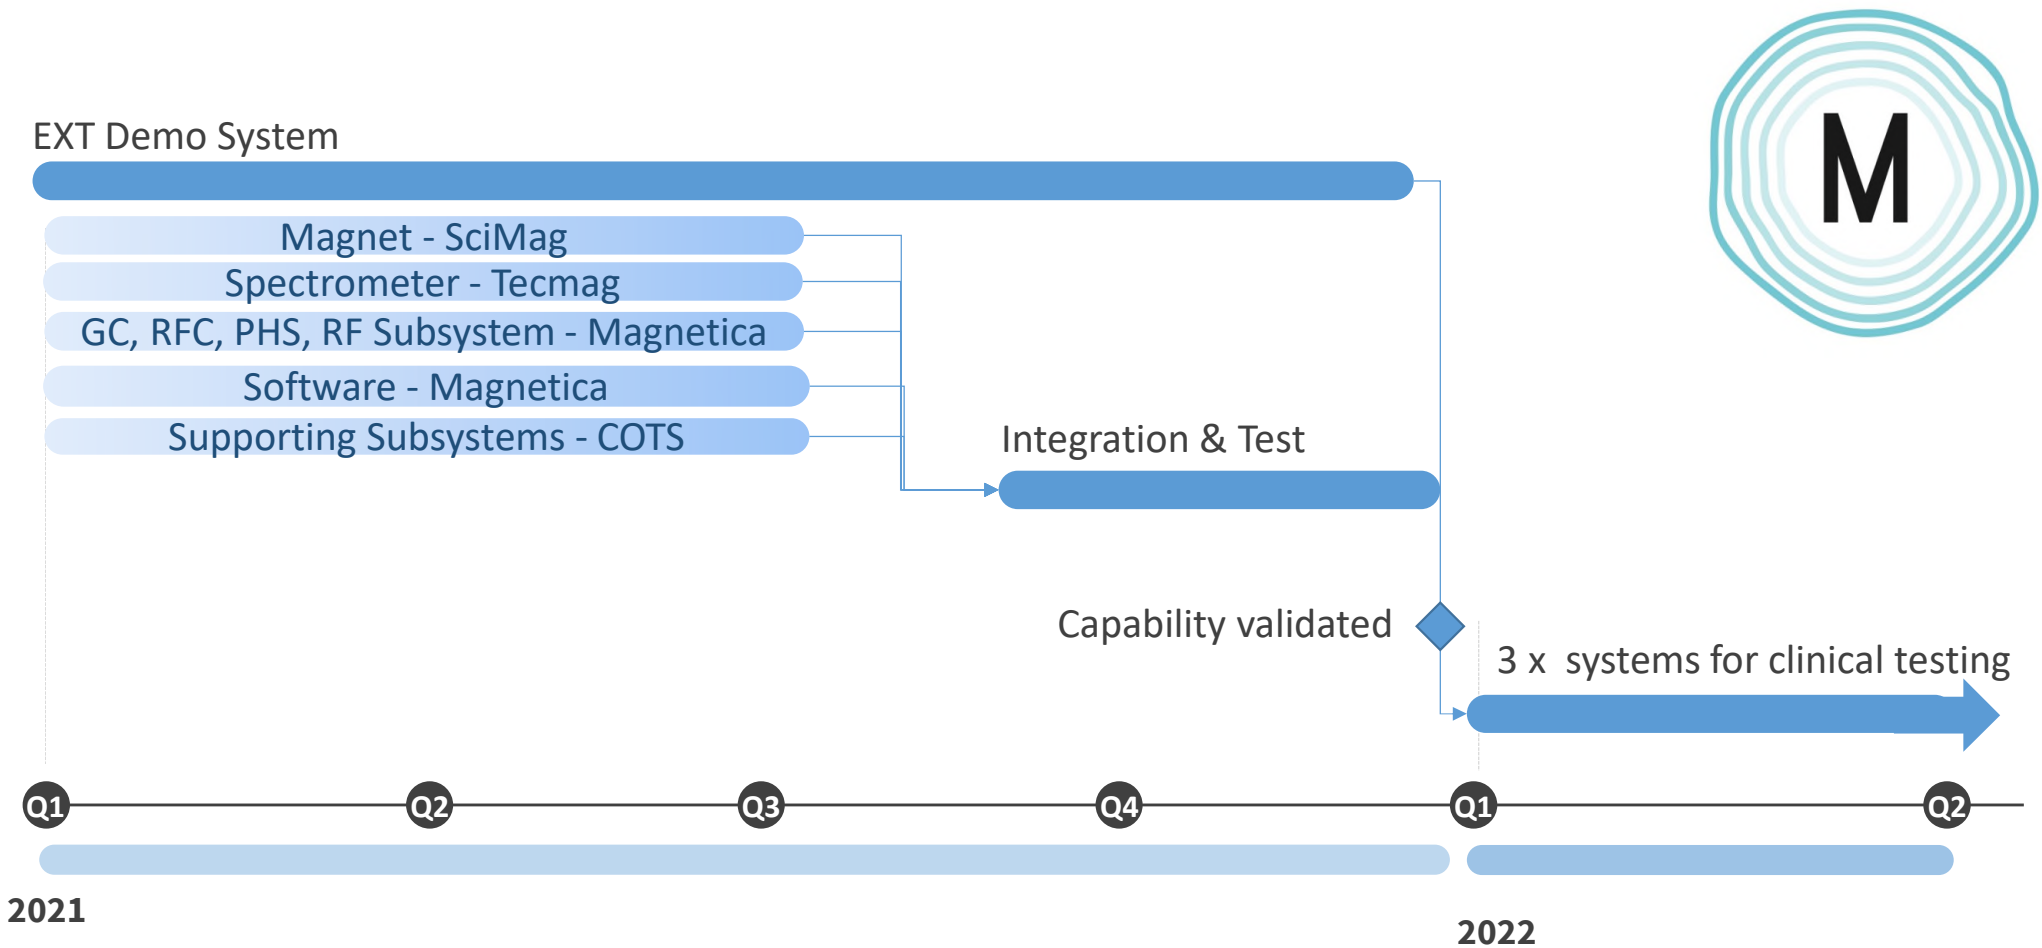 M
EXT Demo System
Magnet - SciMag
Spectrometer - Tecmag
GC, RFC, PHS, RF Subsystem - Magnetica
Software - Magnetica
Supporting Subsystems - COTS
Integration & Test
Capability validated
3 x  systems for clinical testing
Q1
Q2
Q3
Q4
Q1
Q2
2021
2022